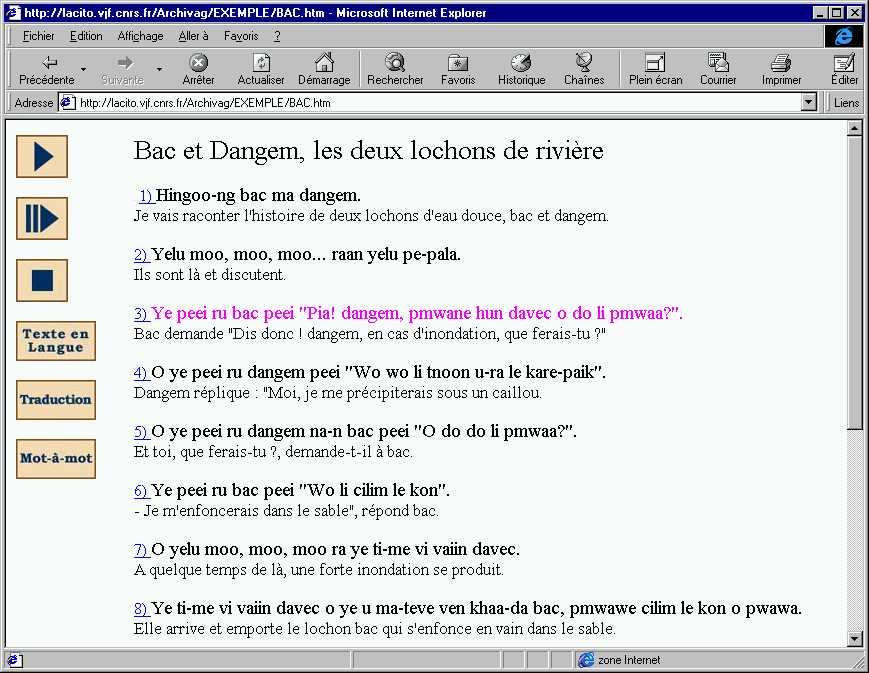 http://lacito.vjf.cnrs.fr/Archivag/EXEMPLE/BAC.htm - Microsoft Internet Explorer
Fichier Edition Affichage Aller à Favoris ?
Précédente Suivante Arrêter Actualiser Démarrage Rechercher Favoris Historique Chaînes Plein écran Courrier Imprimer Éditer
Adresse http://lacito.vjf.cnrs.fr/Archivag/EXEMPLE/BAC.htm Liens
Bac et Dangem, les deux lochons de rivière
1) Hingoo-ng bac ma dangem.
Je vais raconter l'histoire de deux lochons d'eau douce, bac et dangem.
2) Yelu moo, moo, moo... raan yelu pe-pala.
Ils sont là et discutent.
3) Ye peei ru bac peei "Pia! dangem, pmwane hun davec o do li pmwaa?".
Bac demande "Dis donc ! dangem, en cas d'inondation, que ferais-tu ?"
4) O ye peei ru dangem peei "Wo wo li tnoon u-ra le kare-paik".
Dangem réplique : "Moi, je me précipiterais sous un caillou.
5) O ye peei ru dangem na-n bac peei "O do do li pmwaa?".
Et toi, que ferais-tu ?, demande-t-il à bac.
6) Ye peei ru bac peei "Wo li cilim le kon".
- Je m'enfoncerais dans le sable", répond bac.
7) O yelu moo, moo, moo ra ye ti-me vi vaiin davec.
A quelque temps de là, une forte inondation se produit.
8) Ye ti-me vi vaiin davec o ye u ma-teve ven khaa-da bac, pmwawe cilim le kon o pwawa.
Elle arrive et emporte le lochon bac qui s'enfonce en vain dans le sable.
Texte en
Langue
Traduction
Mot-à-mot
zone Internet